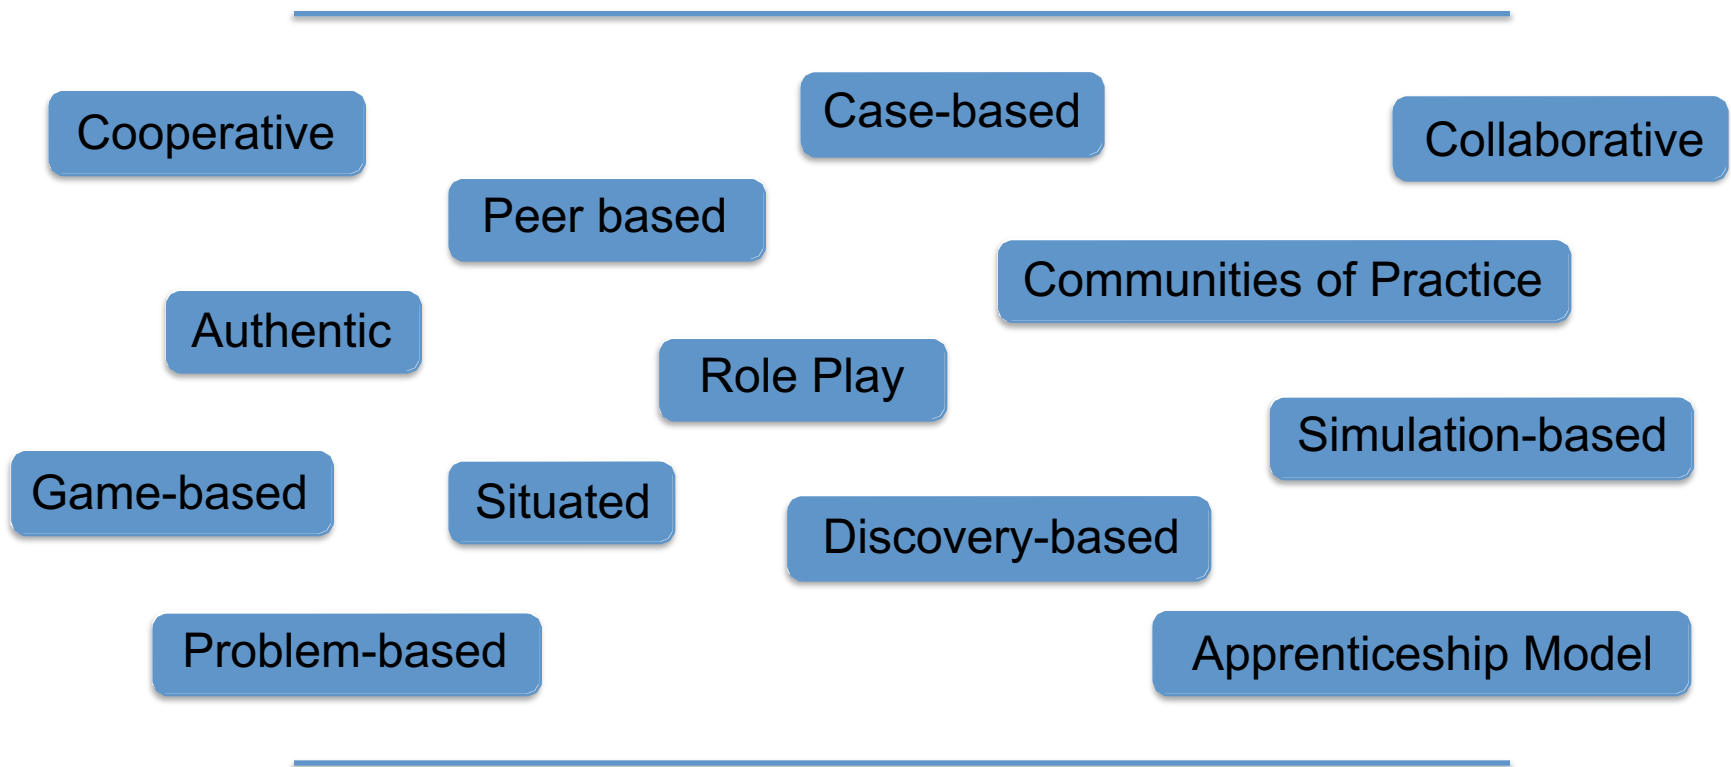 Case-based
Cooperative
Collaborative
Peer based
Communities of Practice
Authentic
Role Play
Simulation-based
Game-based
Situated
Discovery-based
Problem-based
Apprenticeship Model